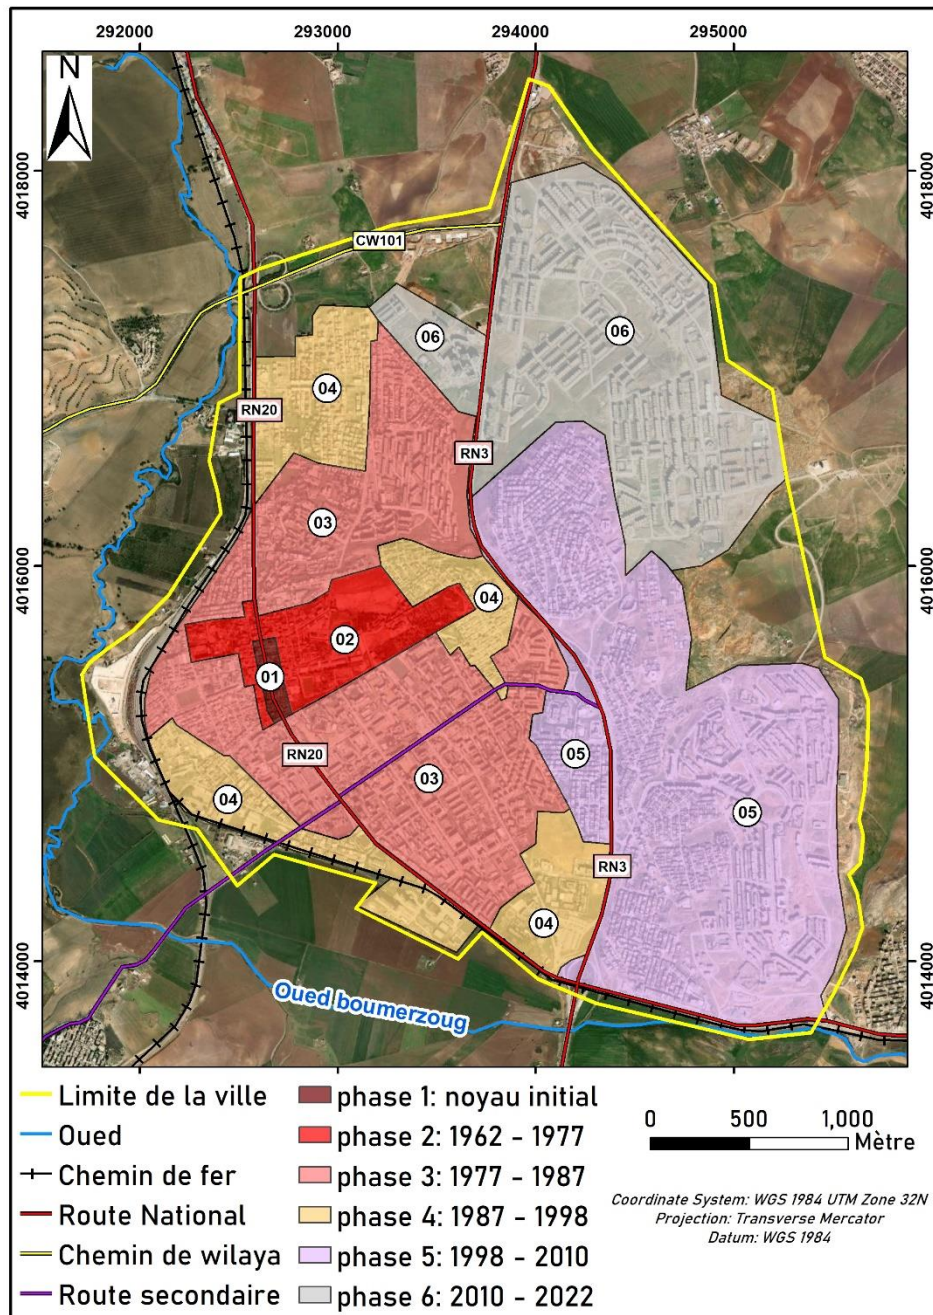 292000 293000 294000 295000
N
4018000 4018000
CW101
06 06
04
RN20
RN3
03
4016000 4016000
04
02
01
RN20 05
03
04 05
RN3
04
4014000 4014000
Oued boumerzoug
Limite de la ville
Oued
Chemin de fer
Route National
Chemin de wilaya
Route secondaire
phase 1: noyau initial
phase 2: 1962 - 1977
phase 3: 1977 - 1987
phase 4: 1987 - 1998
phase 5: 1998 - 2010
phase 6: 2010 - 2022
0 500 1,000
Mètre
Coordinate System: WGS 1984 UTM Zone 32N
Projection: Transverse Mercator
Datum: WGS 1984